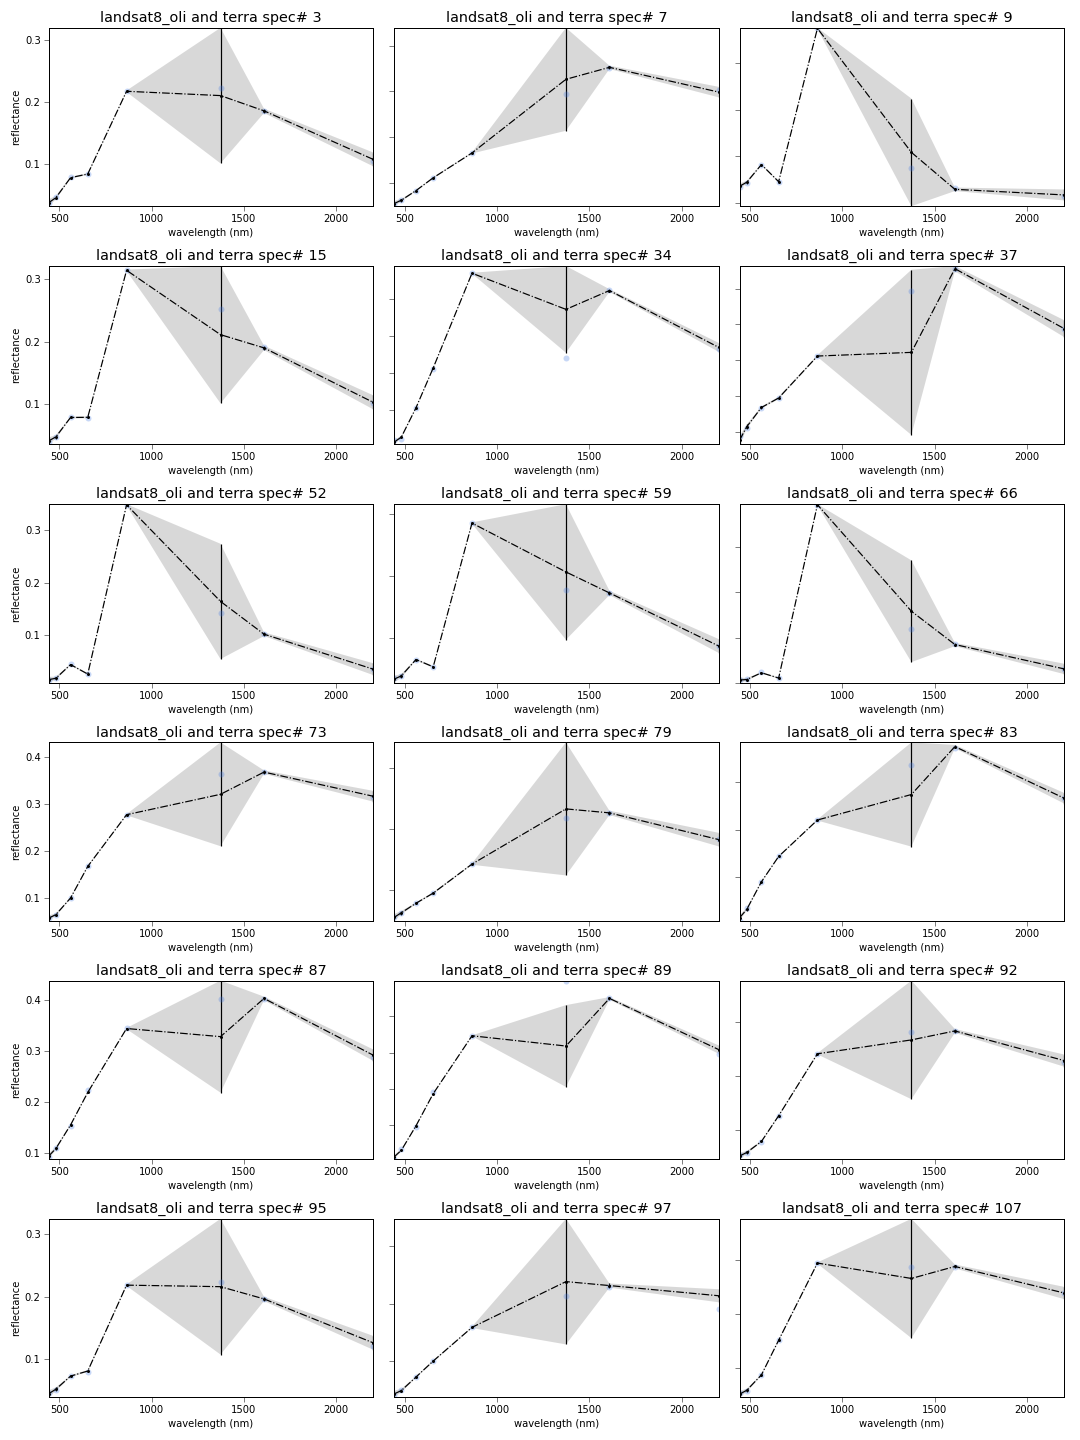 landsat8_oli and terra spec# 3
landsat8_oli and terra spec# 7
landsat8_oli and terra spec# 9
0.3
0.2
0.1
reflectance
500 1000 1500 2000
500 1000 1500 2000
500 1000 1500 2000
wavelength (nm)
wavelength (nm)
wavelength (nm)
landsat8_oli and terra spec# 15
landsat8_oli and terra spec# 34
landsat8_oli and terra spec# 37
0.3
0.2
0.1
reflectance
500 1000 1500 2000
500 1000 1500 2000
500 1000 1500 2000
wavelength (nm)
wavelength (nm)
wavelength (nm)
landsat8_oli and terra spec# 52
landsat8_oli and terra spec# 59
landsat8_oli and terra spec# 66
0.3
0.2
0.1
reflectance
500 1000 1500 2000
500 1000 1500 2000
500 1000 1500 2000
wavelength (nm)
wavelength (nm)
wavelength (nm)
landsat8_oli and terra spec# 73
landsat8_oli and terra spec# 79
landsat8_oli and terra spec# 83
0.4
0.3
0.2
0.1
reflectance
500 1000 1500 2000
500 1000 1500 2000
500 1000 1500 2000
wavelength (nm)
wavelength (nm)
wavelength (nm)
landsat8_oli and terra spec# 87
landsat8_oli and terra spec# 89
landsat8_oli and terra spec# 92
0.4
0.3
0.2
0.1
reflectance
500 1000 1500 2000
500 1000 1500 2000
500 1000 1500 2000
wavelength (nm)
wavelength (nm)
wavelength (nm)
landsat8_oli and terra spec# 95
landsat8_oli and terra spec# 97
landsat8_oli and terra spec# 107
0.3
0.2
0.1
reflectance
500 1000 1500 2000
500 1000 1500 2000
500 1000 1500 2000
wavelength (nm)
wavelength (nm)
wavelength (nm)